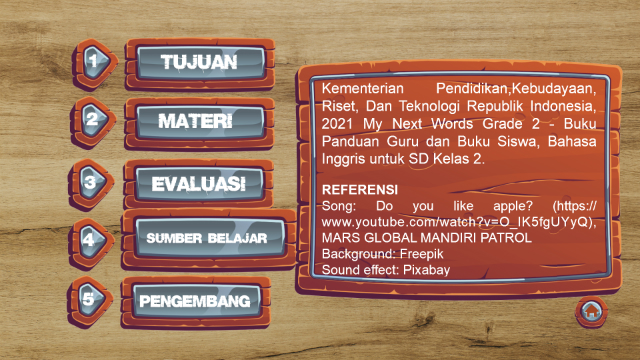 1 TUJUAN
2 MATERI
3 EVALUASI
4 SUMBER BELAJAR
5 PENGEMBANG
Kementerian Pendidikan,Kebudayaan,
Riset, Dan Teknologi Republik Indonesia,
2021 My Next Words Grade 2 - Buku
Panduan Guru dan Buku Siswa, Bahasa
Inggris untuk SD Kelas 2.
REFERENSI
Song: Do you like apple? (https://
www.youtube.com/watch?v=O_IK5fgUYyQ),
MARS GLOBAL MANDIRI PATROL
Background: Freepik
Sound effect: Pixabay